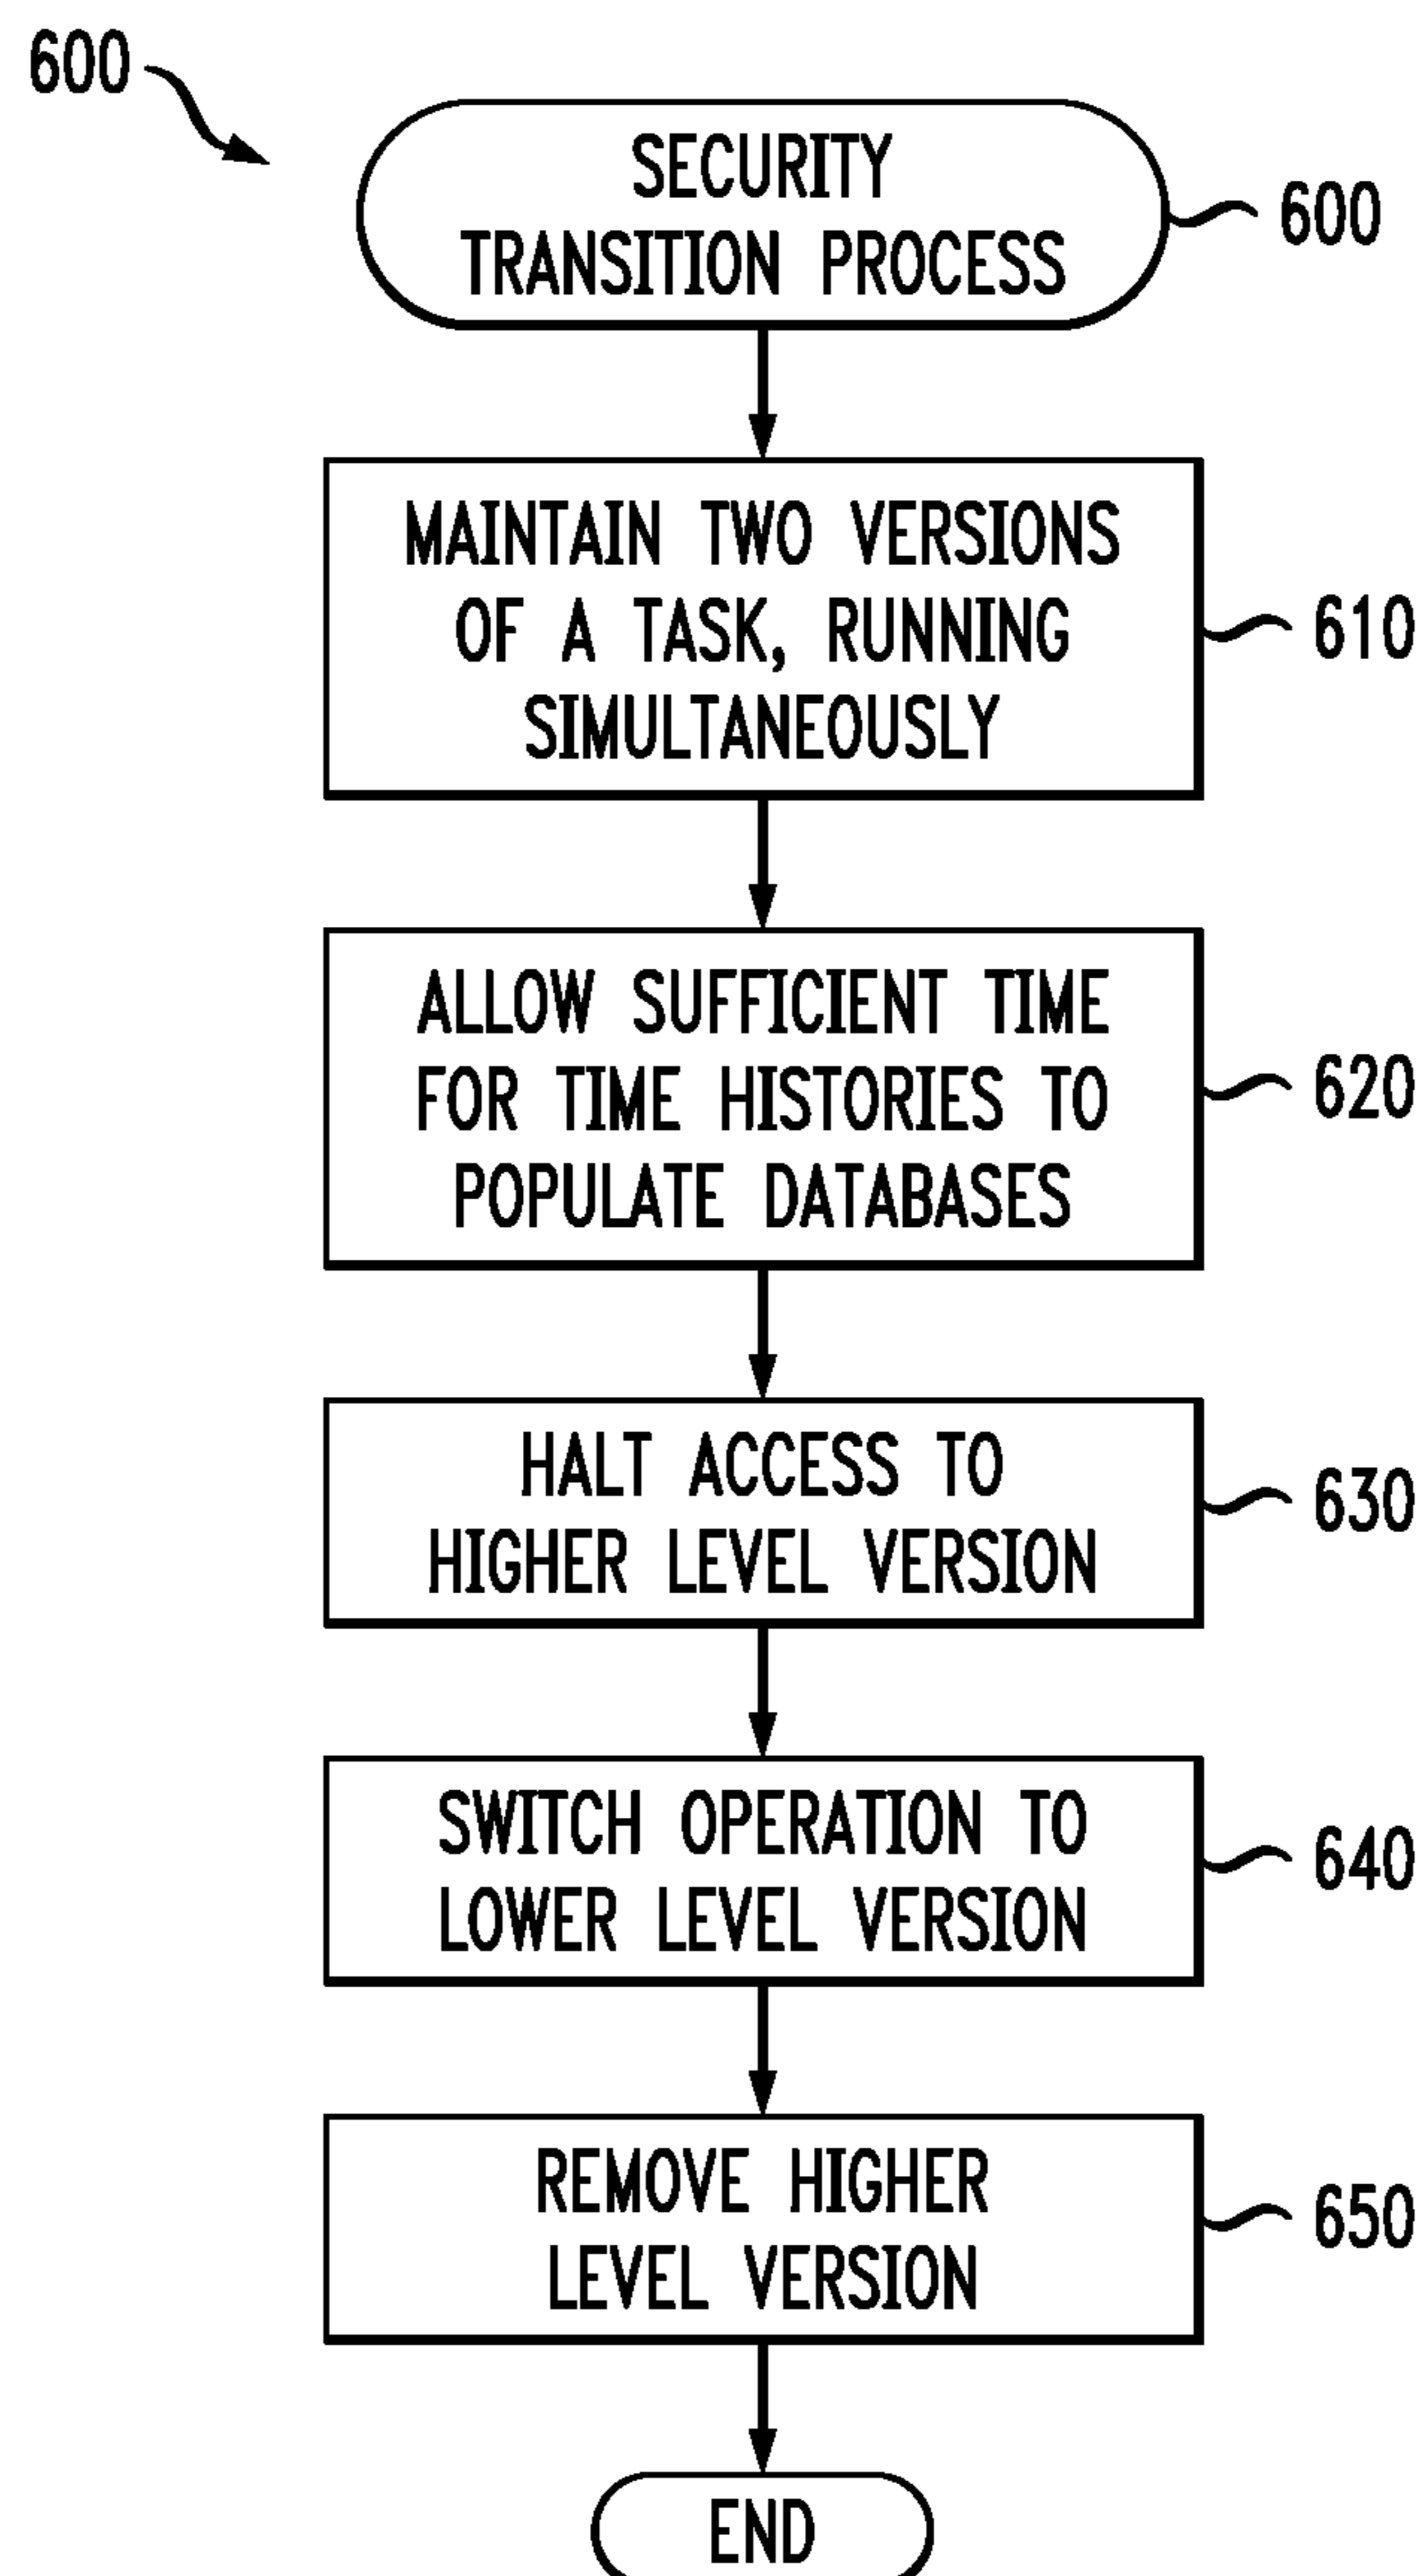 600
SECURITY
TRANSITION PROCESS
600
MAINTAIN TWO VERSIONS
OF A TASK, RUNNING
SIMULTANEOUSLY
610
ALLOW SUFFICIENT TIME
FOR TIME HISTORIES TO
POPULATE DATABASES
620
HALT ACCESS TO
HIGHER LEVEL VERSION
630
SWITCH OPERATION TO
LOWER LEVEL VERSION
640
REMOVE HIGHER
LEVEL VERSION
650
END